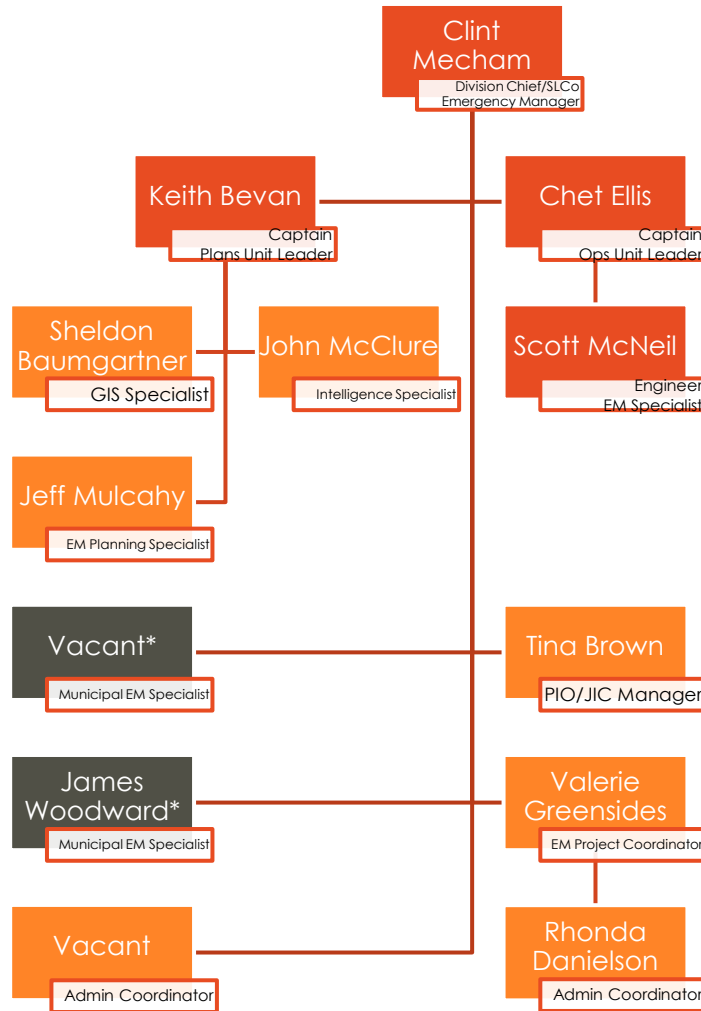 Clint
Mecham
Division Chief/SLCo
Emergency Manager
Keith Bevan
Captain
Plans Unit Leader
Chet Ellis
Captain
Ops Unit Leader
Sheldon
Baumgartner
GIS Specialist
John McClure
Intelligence Specialist
Scott McNeil
Engineer
EM Specialist
Jeff Mulcahy
EM Planning Specialist
Vacant*
Municipal EM Specialist
Tina Brown
PIO/JIC Manager
James
Woodward*
Municipal EM Specialist
Valerie
Greensides
EM Project Coordinator
Vacant
Admin Coordinator
Rhonda
Danielson
Admin Coordinator